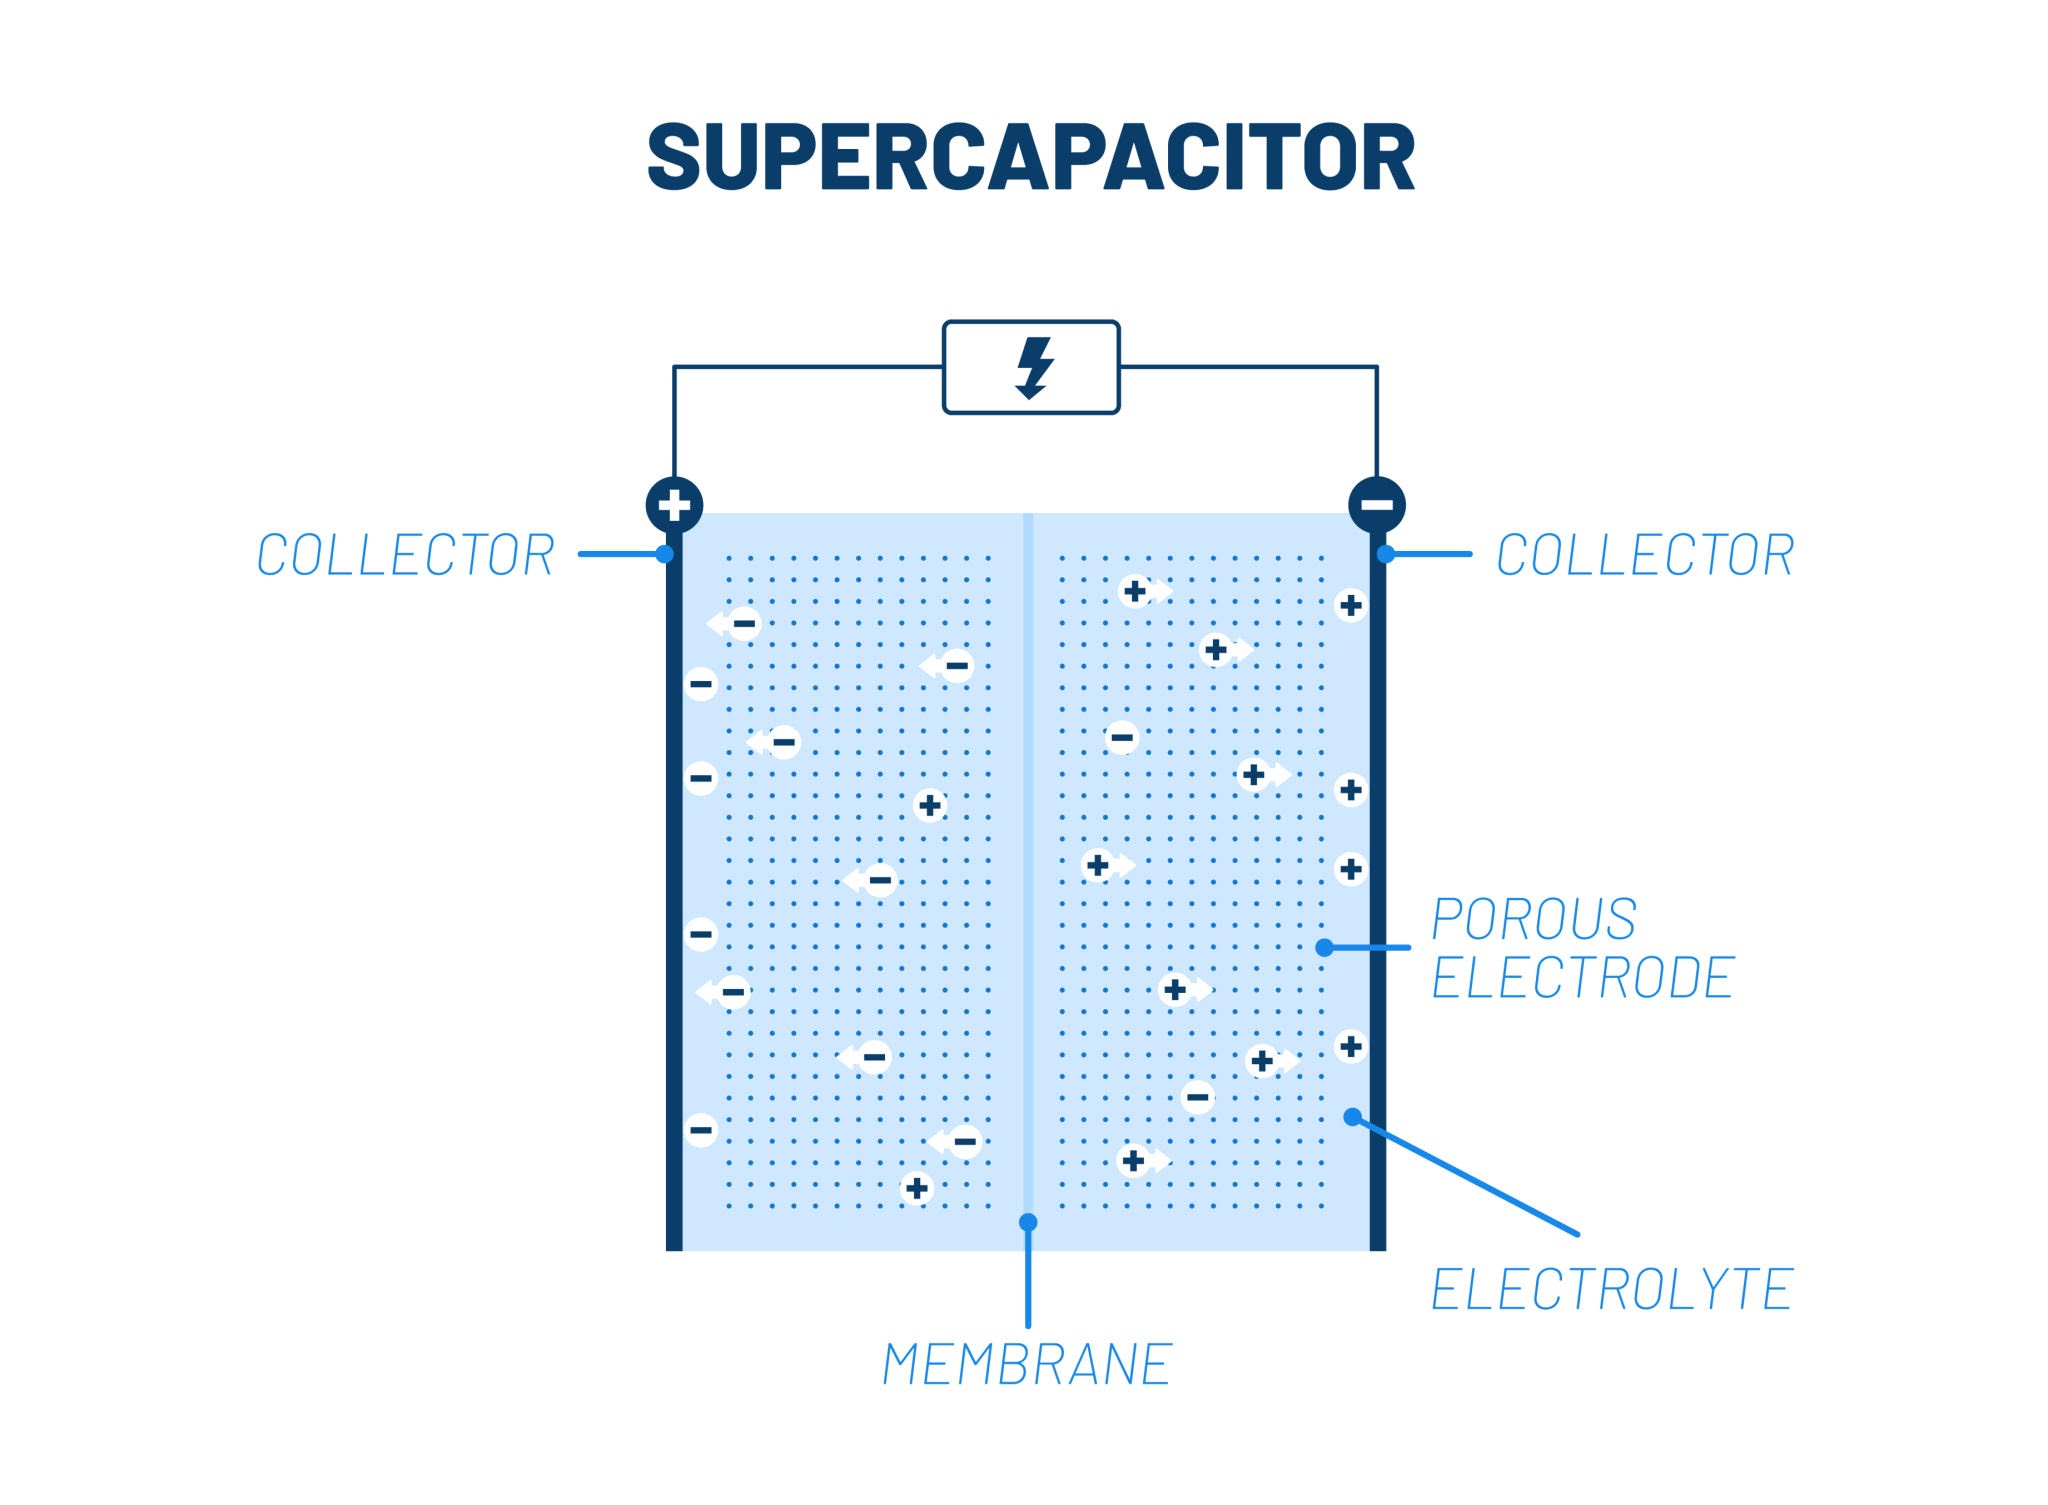 SUPERCAPACITOR
COLLECTOR
COLLECTOR
POROUS
ELECTRODE
ELECTROLYTE
MEMBRANE